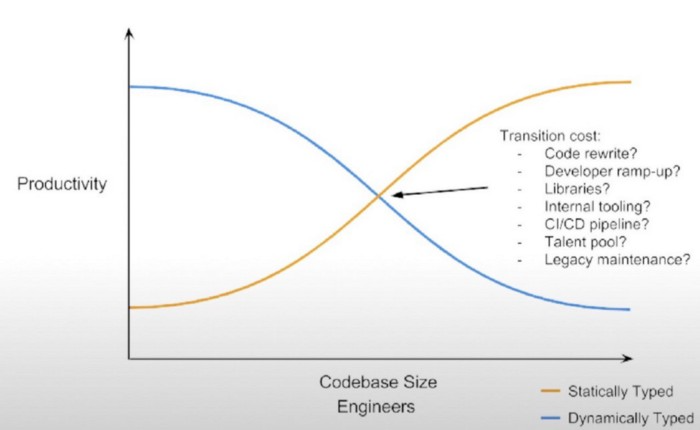 Transition cost:
- Code rewrite?
- Developer ramp-up?
- Libraries?
- Internal tooling?
- CI/CD pipeline?
- Talent pool?
- Legacy maintenance?
Productivity
Codebase Size
Engineers
Statically Typed
Dynamically Typed